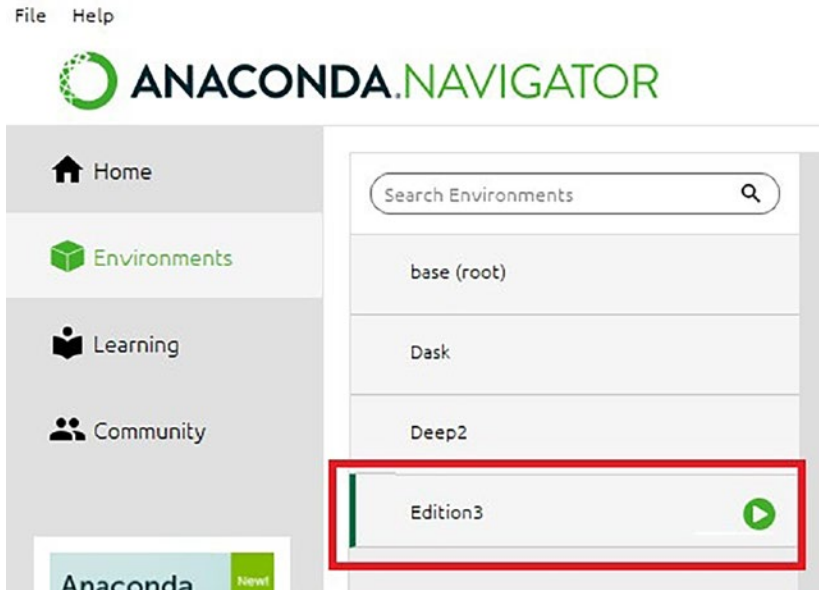 File Help
ANACONDA.NAVIGATOR
Home
Environments
Learning
Community
Search Environments
base (root)
Dask
Deep2
Edition3
Anaconda
New!